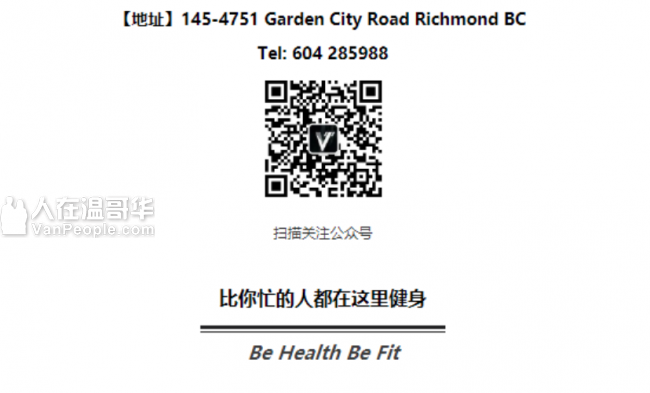 【地址】145-4751 Garden City Road Richmond BC
Tel: 604 285988
V
人在温哥华
VanPeople.com
扫描关注公众号
比你忙的人都在这里健身
Be Health Be Fit